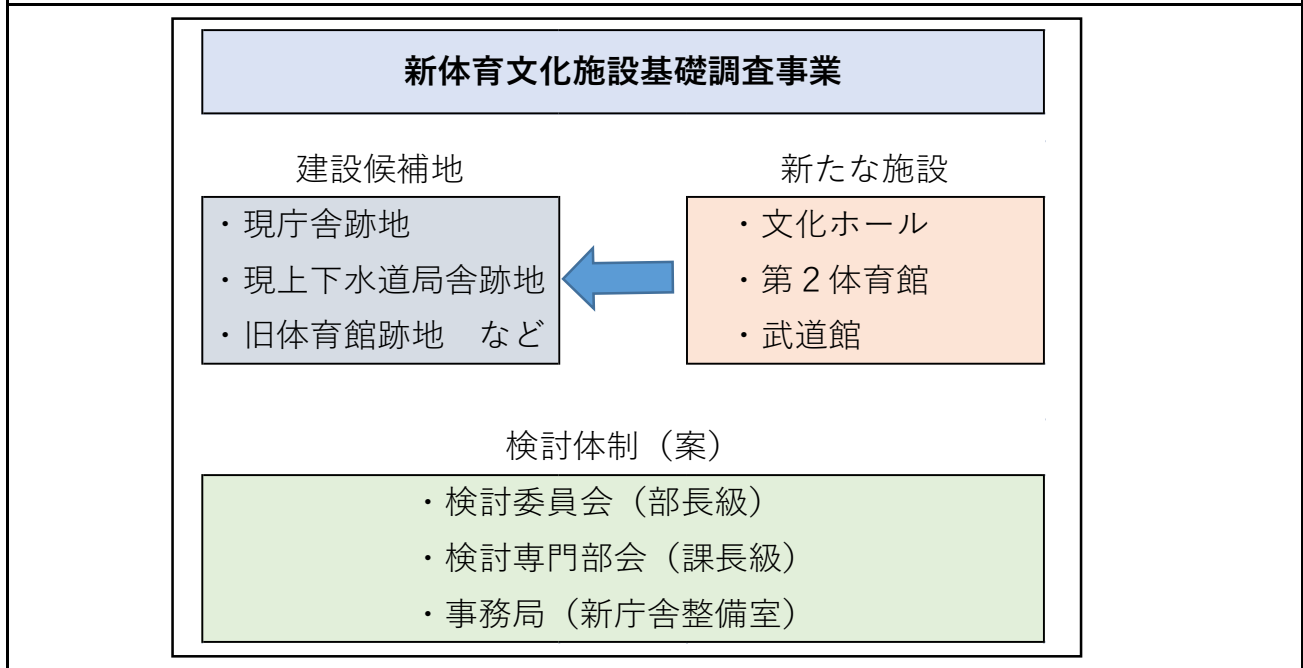 新体育文化施設基礎調査事業
建設候補地
・現庁舎跡地
・現上下水道局舎跡地
・旧体育館跡地　など
新たな施設
・文化ホール
・第２体育館
・武道館
検討体制（案）
・検討委員会（部長級）
・検討専門部会（課長級）
・事務局（新庁舎整備室）